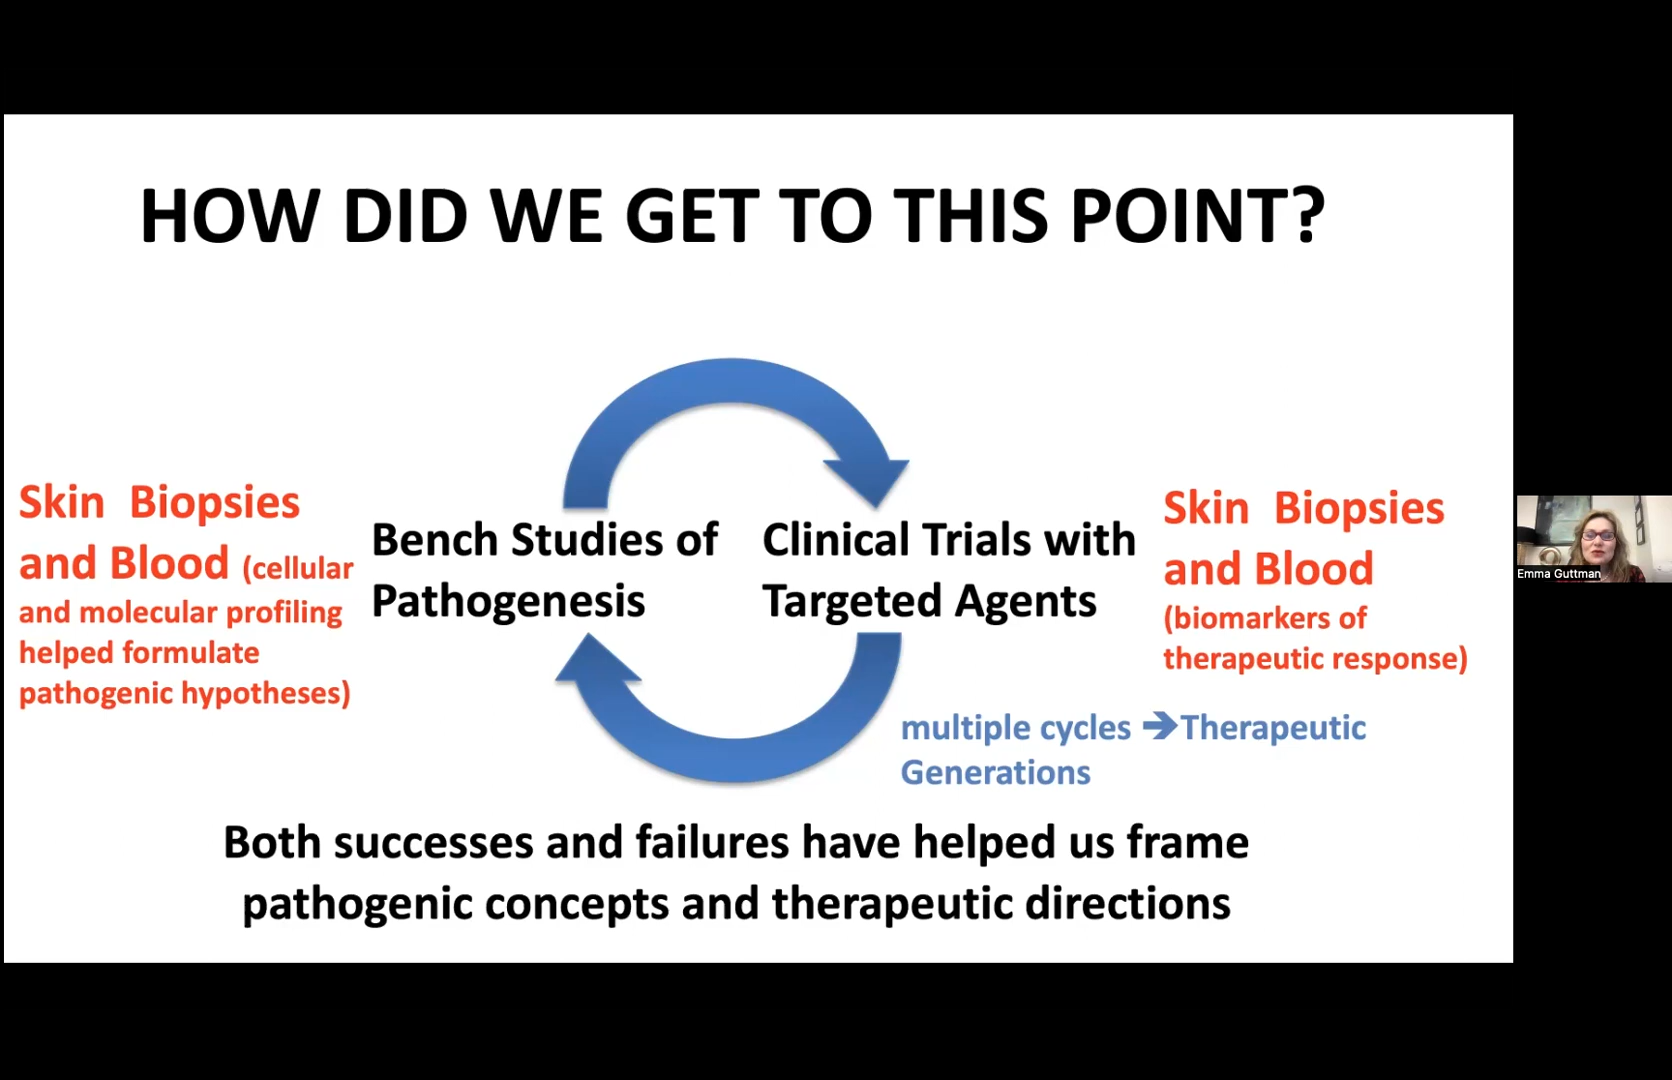 HOW DID WE GET TO THIS POINT?
Skin Biopsies
and Blood (cellular
and molecular profiling
helped formulate
pathogenic hypotheses)
Bench Studies of
Pathogenesis
Clinical Trials with
Targeted Agents
Skin Biopsies
and Blood
(biomarkers of
therapeutic response)
multiple cycles ➔Therapeutic
Generations
Both successes and failures have helped us frame
pathogenic concepts and therapeutic directions
Emma Guttman